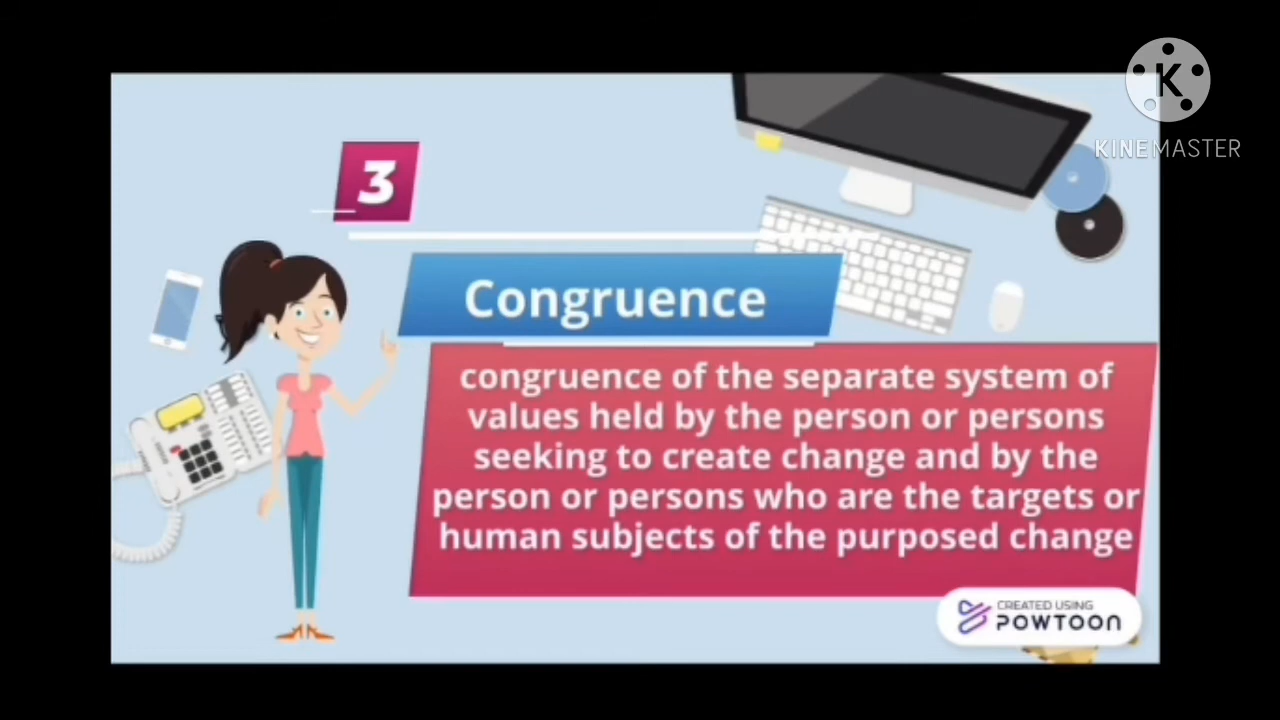 K
KINEMASTER
3
Congruence
congruence of the separate system of
values held by the person or persons
seeking to create change and by the
person or persons who are the targets or
human subjects of the purposed change
CREATED USING
POWTOON